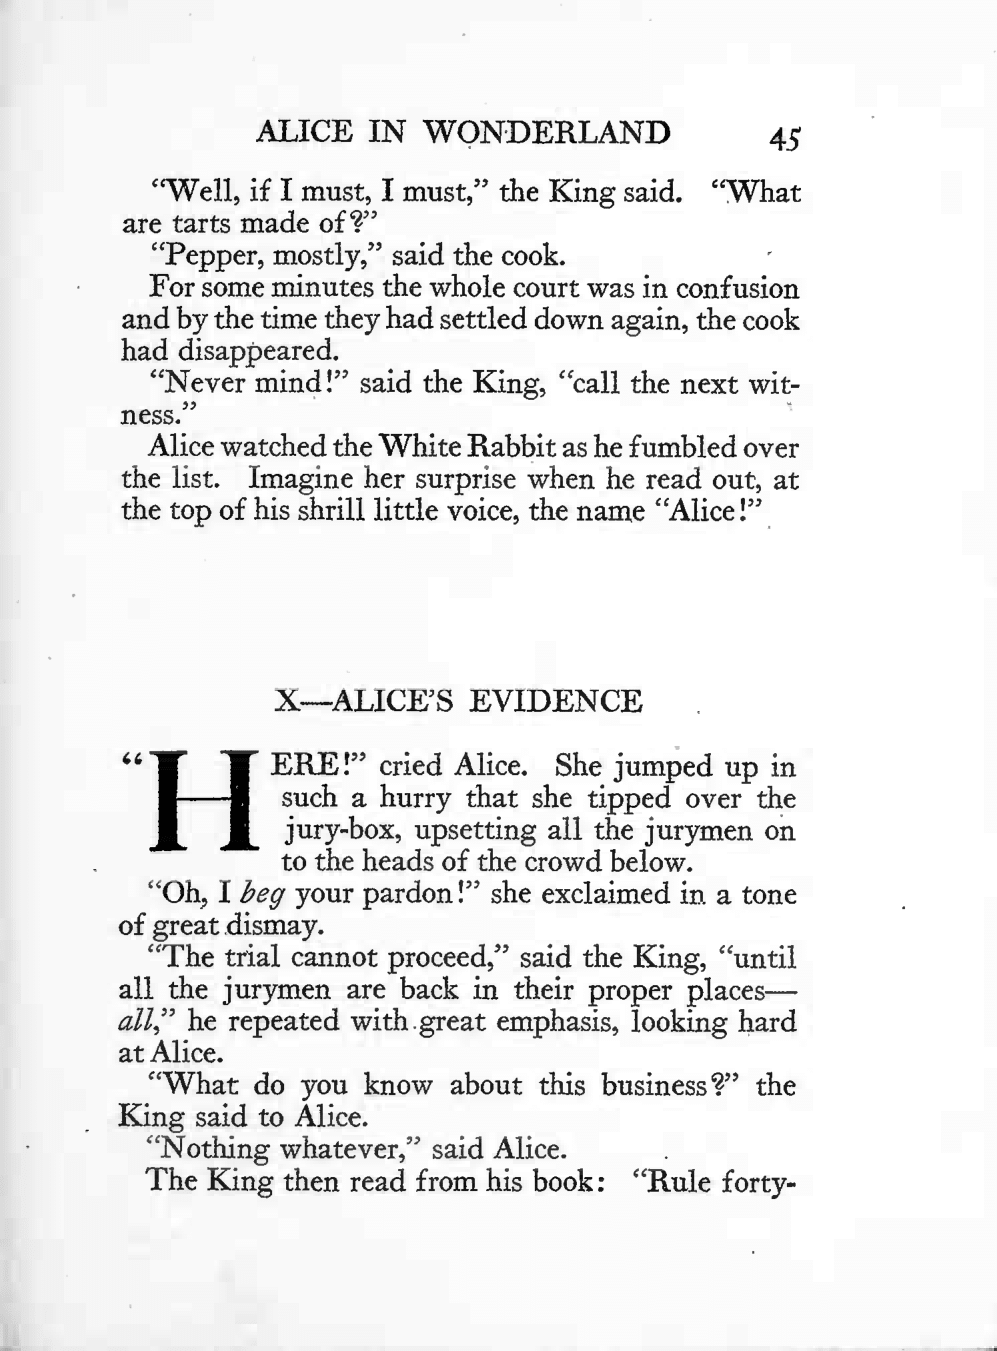 ALICE IN WONDERLAND 45
“Well, if I must, I must,” the King said. “What
are tarts made of?”
“Pepper, mostly,” said the cook.
For some minutes the whole court was in confusion
and by the time they had settled down again, the cook
had disappeared.
“Never mind!” said the King, “call the next wit-
ness.”
Alice watched the White Rabbit as he fumbled over
the list. Imagine her surprise when he read out, at
the top of his shrill little voice, the name “Alice!”
X—ALICE’S EVIDENCE
“HERE!” cried Alice. She jumped up in
such a hurry that she tipped over the
jury-box, upsetting all the jurymen on
to the heads of the crowd below.
“Oh, I beg your pardon!” she exclaimed in a tone
of great dismay.
“The trial cannot proceed,” said the King, “until
all the jurymen are back in their proper places—
all,” he repeated with great emphasis, looking hard
at Alice.
“What do you know about this business?” the
King said to Alice.
“Nothing whatever,” said Alice.
The King then read from his book: “Rule forty-